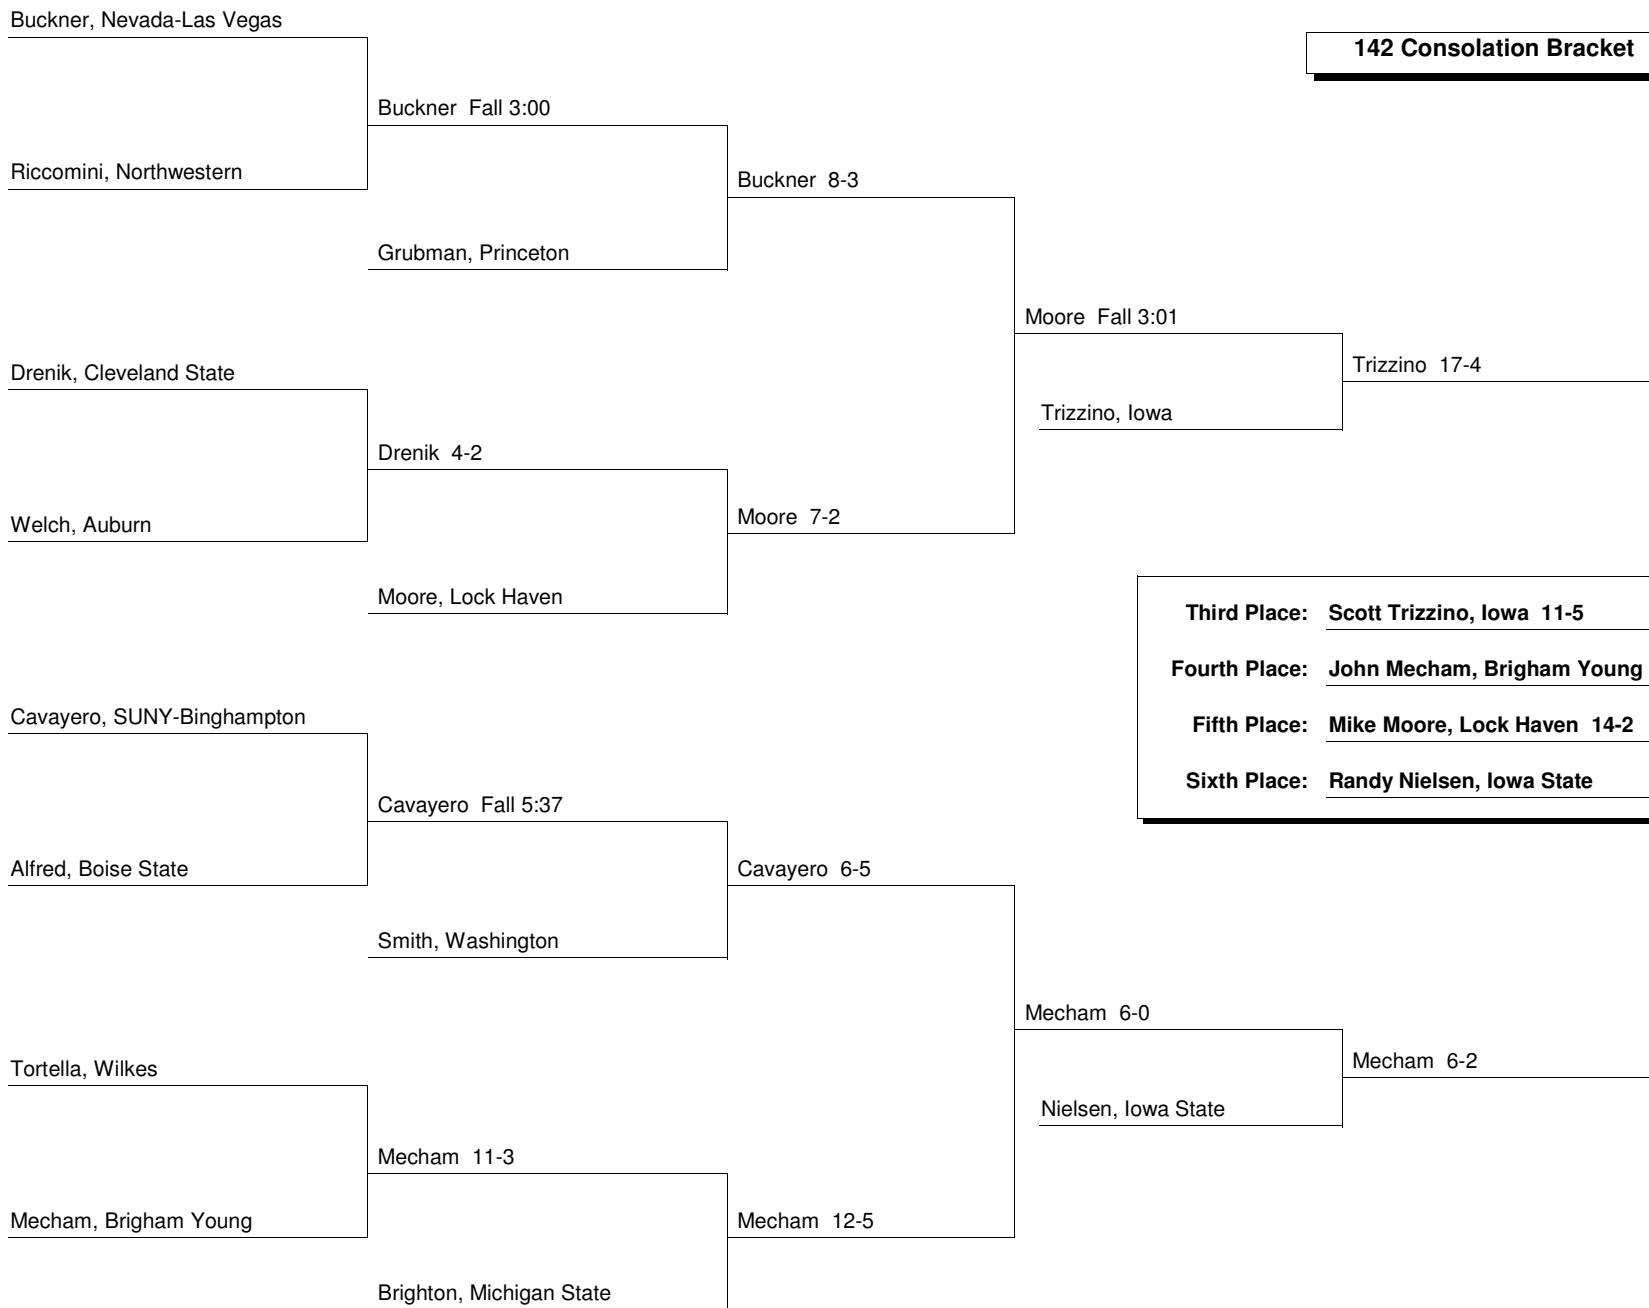 Buckner, Nevada-Las Vegas
142 Consolation Bracket
Buckner  Fall 3:00
Riccomini, Northwestern
Buckner  8-3
Grubman, Princeton
Moore  Fall 3:01
Drenik, Cleveland State
Trizzino  17-4
Trizzino, Iowa
Drenik  4-2
Welch, Auburn
Moore  7-2
Moore, Lock Haven
Third Place: Scott Trizzino, Iowa  11-5
Fourth Place: John Mecham, Brigham Young
Cavayero, SUNY-Binghampton
Fifth Place: Mike Moore, Lock Haven  14-2
Sixth Place: Randy Nielsen, Iowa State
Cavayero  Fall 5:37
Alfred, Boise State
Cavayero  6-5
Smith, Washington
Mecham  6-0
Tortella, Wilkes
Mecham  6-2
Nielsen, Iowa State
Mecham  11-3
Mecham, Brigham Young
Mecham  12-5
Brighton, Michigan State